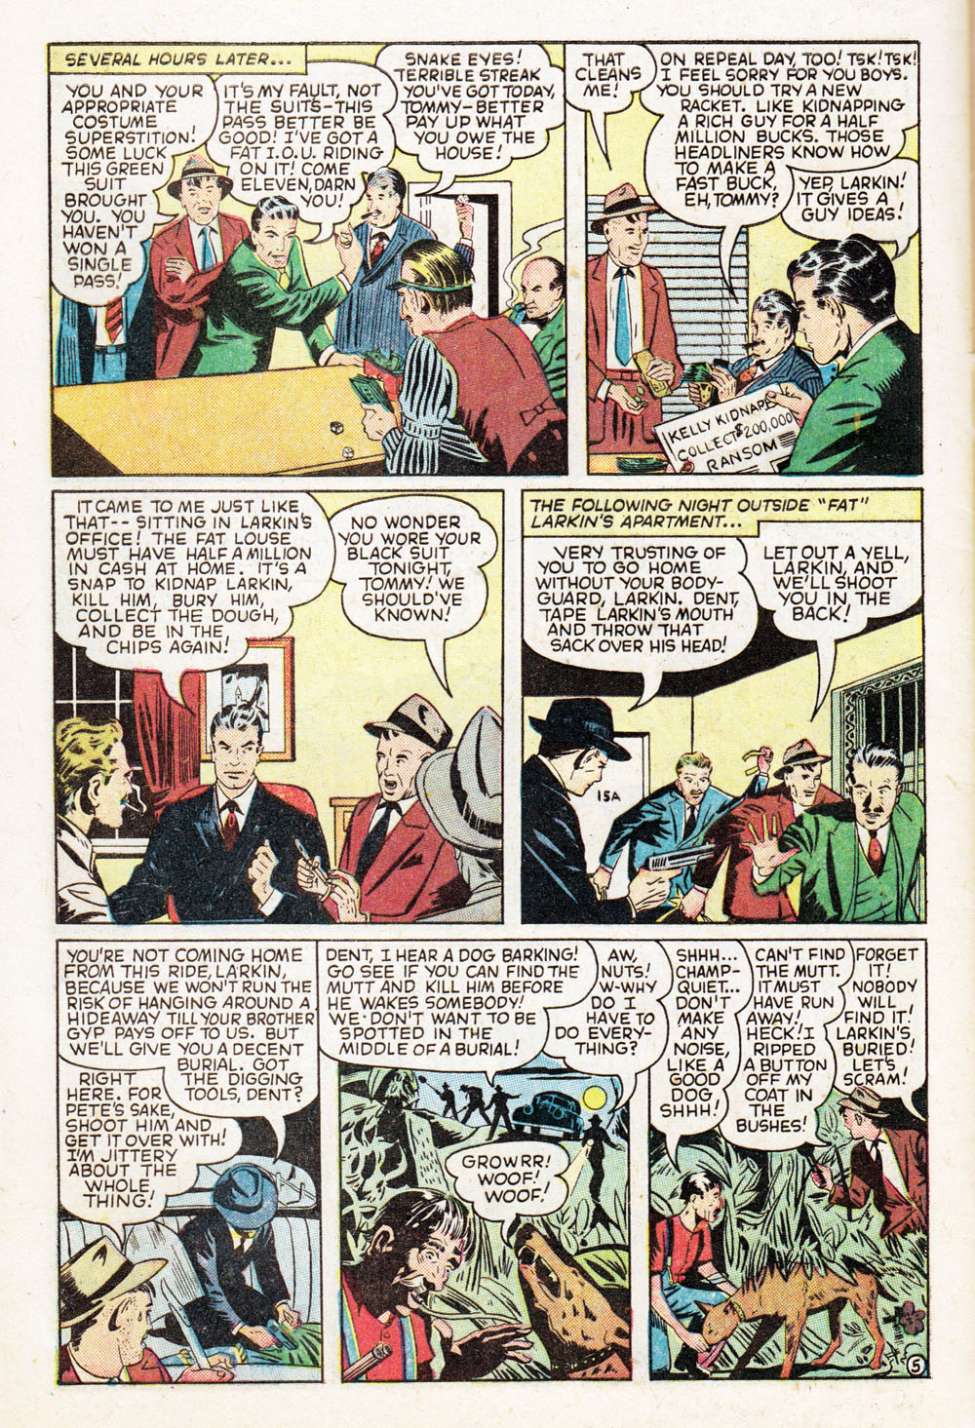 SEVERAL HOURS LATER...
YOU AND YOUR
APPROPRIATE
COSTUME
SUPERSTITION!
SOME LUCK
THIS GREEN
SUIT
BROUGHT
YOU. YOU
HAVEN'T
WON A
SINGLE
PASS!
IT'S MY FAULT, NOT
THE SUIT'S--THIS
PASS BETTER BE
GOOD! I'VE GOT A
FAT I.O.U. RIDING
ON IT! COME
ELEVEN, DARN
YOU!
SNAKE EYES!
TERRIBLE STREAK
YOU'VE GOT TODAY,
TOMMY-BETTER
PAY UP WHAT
YOU OWE THE
HOUSE!
THAT
CLEANS
ME!
ON REPEAL DAY, TOO! TSK! TSK!
I FEEL SORRY FOR YOU BOYS.
YOU SHOULD TRY A NEW
RACKET. LIKE KIDNAPPING
A RICH GUY FOR A HALF
MILLION BUCKS. THOSE
HEADLINERS KNOW HOW
TO MAKE A
FAST BUCK,
EH, TOMMY?
YEP, LARKIN!
IT GIVES A
GUY IDEAS!
KELLY KIDNAPS
COLLECT $200,000
RANSOM
IT CAME TO ME JUST LIKE
THAT-- SITTING IN LARKIN'S
OFFICE! THE FAT LOUSE
MUST HAVE HALF A MILLION
IN CASH AT HOME. IT'S A
SNAP TO KIDNAP LARKIN,
KILL HIM, BURY HIM,
COLLECT THE DOUGH,
AND BE IN THE
CHIPS AGAIN!
NO WONDER
YOU WORE YOUR
BLACK SUIT
TONIGHT,
TOMMY! WE
SHOULD'VE
KNOWN!
THE FOLLOWING NIGHT OUTSIDE "FAT"
LARKIN'S APARTMENT...
VERY TRUSTING OF
YOU TO GO HOME
WITHOUT YOUR BODY-
GUARD, LARKIN. DENT,
TAPE LARKIN'S MOUTH
AND THROW THAT
SACK OVER HIS HEAD!
LET OUT A YELL,
LARKIN, AND
WE'LL SHOOT
YOU IN THE
BACK!
15A
YOU'RE NOT COMING HOME
FROM THIS RIDE, LARKIN,
BECAUSE WE WON'T RUN THE
RISK OF HANGING AROUND A
HIDEAWAY TILL YOUR BROTHER
GYP PAYS OFF TO US. BUT
WE'LL GIVE YOU A DECENT
BURIAL. GOT
THE DIGGING
TOOLS, DENT?
RIGHT
HERE. FOR
PETE'S SAKE,
SHOOT HIM AND
GET IT OVER WITH!
I'M JITTERY
ABOUT THE
WHOLE
THING!
DENT, I HEAR A DOG BARKING!
GO SEE IF YOU CAN FIND THE
MUTT AND KILL HIM BEFORE
HE WAKES SOMEBODY!
WE DON'T WANT TO BE
SPOTTED IN THE
MIDDLE OF A BURIAL!
AW,
NUTS!
W-WHY
DO I
HAVE TO
DO EVERY-
THING?
GROWRR!
WOOF!
WOOF!
SHHH...
CHAMP-
QUIET...
DON'T
MAKE
ANY
NOISE,
LIKE A
GOOD
DOG,
SHHH!
CAN'T FIND
THE MUTT.
IT MUST
HAVE RUN
AWAY!
HECK! I
RIPPED
A BUTTON
OFF MY
COAT IN
THE
BUSHES!
FORGET
IT!
NOBODY
WILL
FIND IT!
LARKIN'S
BURIED!
LET'S
SCRAM!
5